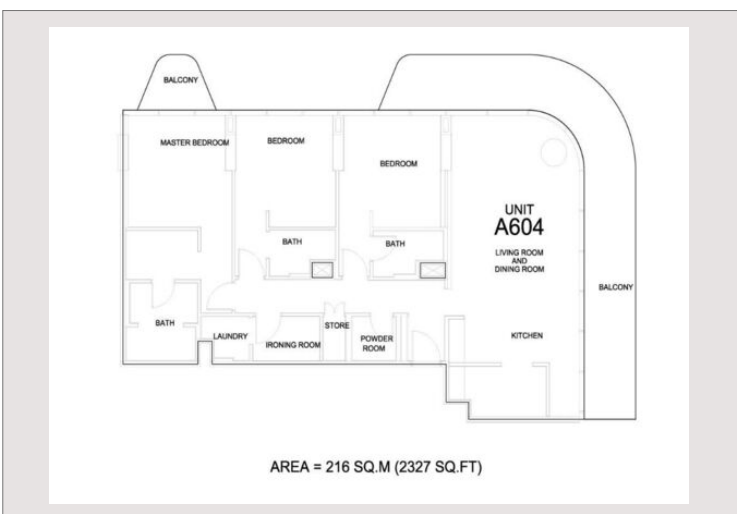 BALCONY
MASTER BEDROOM
BEDROOM
BEDROOM
UNIT
A604
LIVING ROOM
AND
DINING ROOM
BATH
BATH
BALCONY
BATH
LAUNDRY
IRONING ROOM
STORE
POWDER
ROOM
KITCHEN
AREA = 216 SQ.M (2327 SQ.FT)